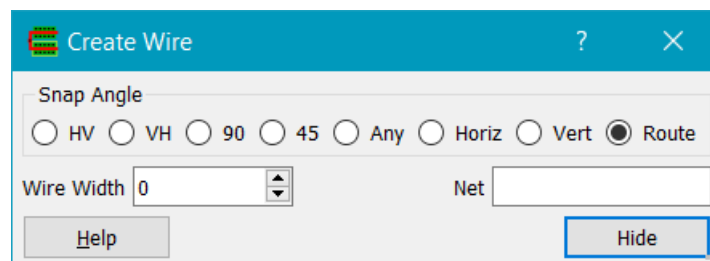 Create Wire ? ×
Snap Angle
HV VH 90 45 Any Horiz Vert Route
Wire Width 0 Net
Help Hide